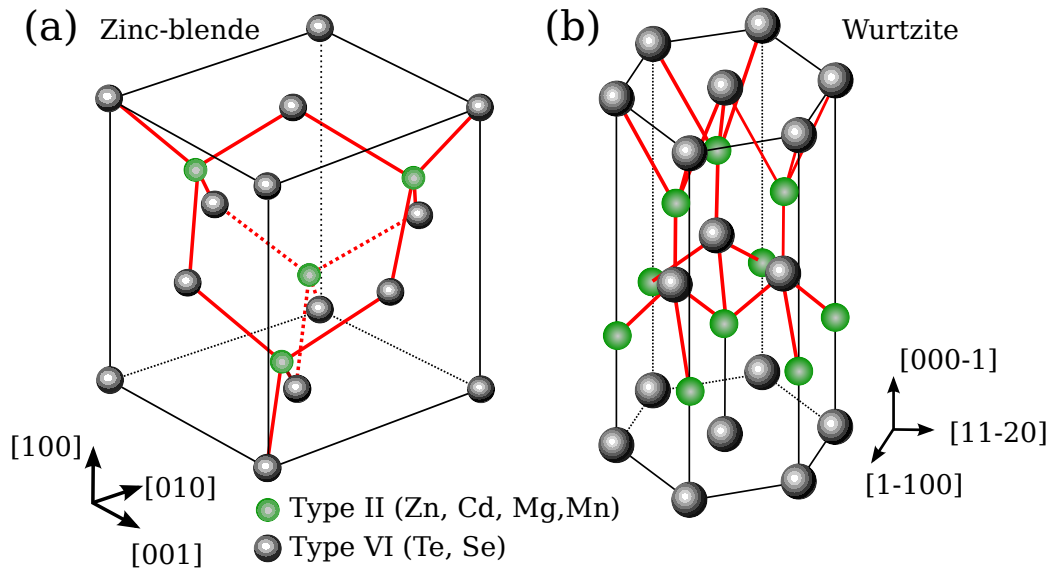 (a) Zinc-blende
(b) Wurtzite
[100]
[010]
[001]
[000-1]
[11-20]
[1-100]
Type II (Zn, Cd, Mg,Mn)
Type VI (Te, Se)